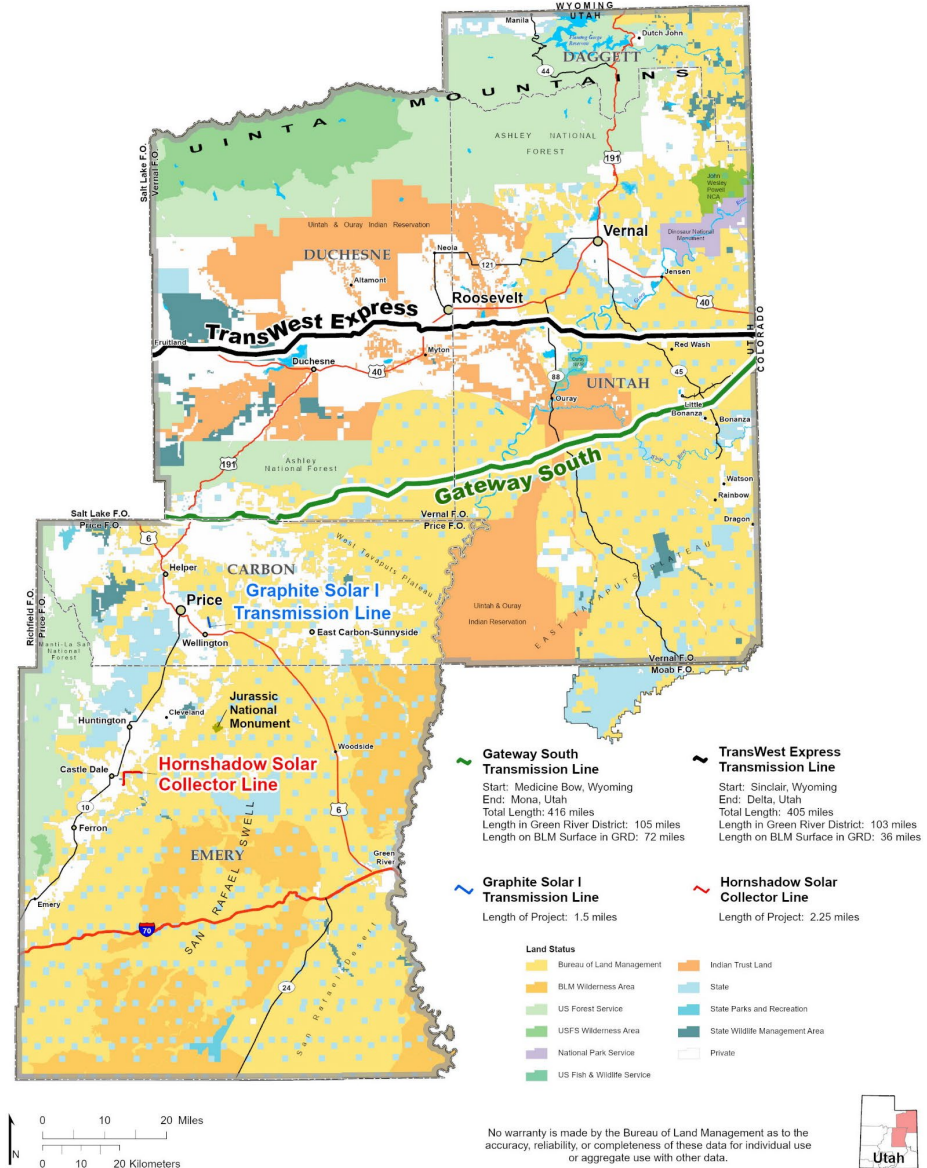 WYOMING
UTAH
Manila
Flaming Gorge
Reservoir
Dutch John
DAGGETT
44
UINTA MOUNTAINS
ASHLEY NATIONAL
FOREST
191
Salt Lake F.O.
Vernal F.O.
John
Wesley
Powell
NCA
Uintah & Ouray Indian Reservation
Dinosaur National
Monument
Vernal
DUCHESNE
Neola
121
Altamont
Jensen
Roosevelt
40
TransWest Express
Fruitland
UTAH
COLORADO
Red Wash
Myton
Duchesne
40
45
88
UINTAH
Ouray
Little
Bonanza
Bonanza
191
Ashley
National Forest
Gateway South
Watson
Rainbow
Salt Lake F.O.
Price F.O.
Vernal F.O.
Price F.O.
Dragon
6
West Tavaputs Plateau
Helper
CARBON
EAST TAVAPUTS PLATEAU
Graphite Solar I
Transmission Line
Price
Richfield F.O.
Price F.O.
Uintah & Ouray
Indian Reservation
East Carbon-Sunnyside
Wellington
Manti-La Sal
National
Forest
Vernal F.O.
Moab F.O.
Jurassic
National
Monument
Cleveland
Huntington
Woodside
Castle Dale
Hornshadow Solar
Collector Line
10
6
Ferron
SAN RAFAEL SWELL
EMERY
Green
River
Emery
70
24
San Rafael Desert
Gateway South
Transmission Line
Start: Medicine Bow, Wyoming
End: Mona, Utah
Total Length: 416 miles
Length in Green River District: 105 miles
Length on BLM Surface in GRD: 72 miles
TransWest Express
Transmission Line
Start: Sinclair, Wyoming
End: Delta, Utah
Total Length: 405 miles
Length in Green River District: 103 miles
Length on BLM Surface in GRD: 36 miles
Graphite Solar I
Transmission Line
Length of Project: 1.5 miles
Hornshadow Solar
Collector Line
Length of Project: 2.25 miles
Land Status
Bureau of Land Management
BLM Wilderness Area
US Forest Service
USFS Wilderness Area
National Park Service
US Fish & Wildlife Service
Indian Trust Land
State
State Parks and Recreation
State Wildlife Management Area
Private
N
0 10 20 Miles
0 10 20 Kilometers
No warranty is made by the Bureau of Land Management as to the
accuracy, reliability, or completeness of these data for individual use
or aggregate use with other data.
Utah